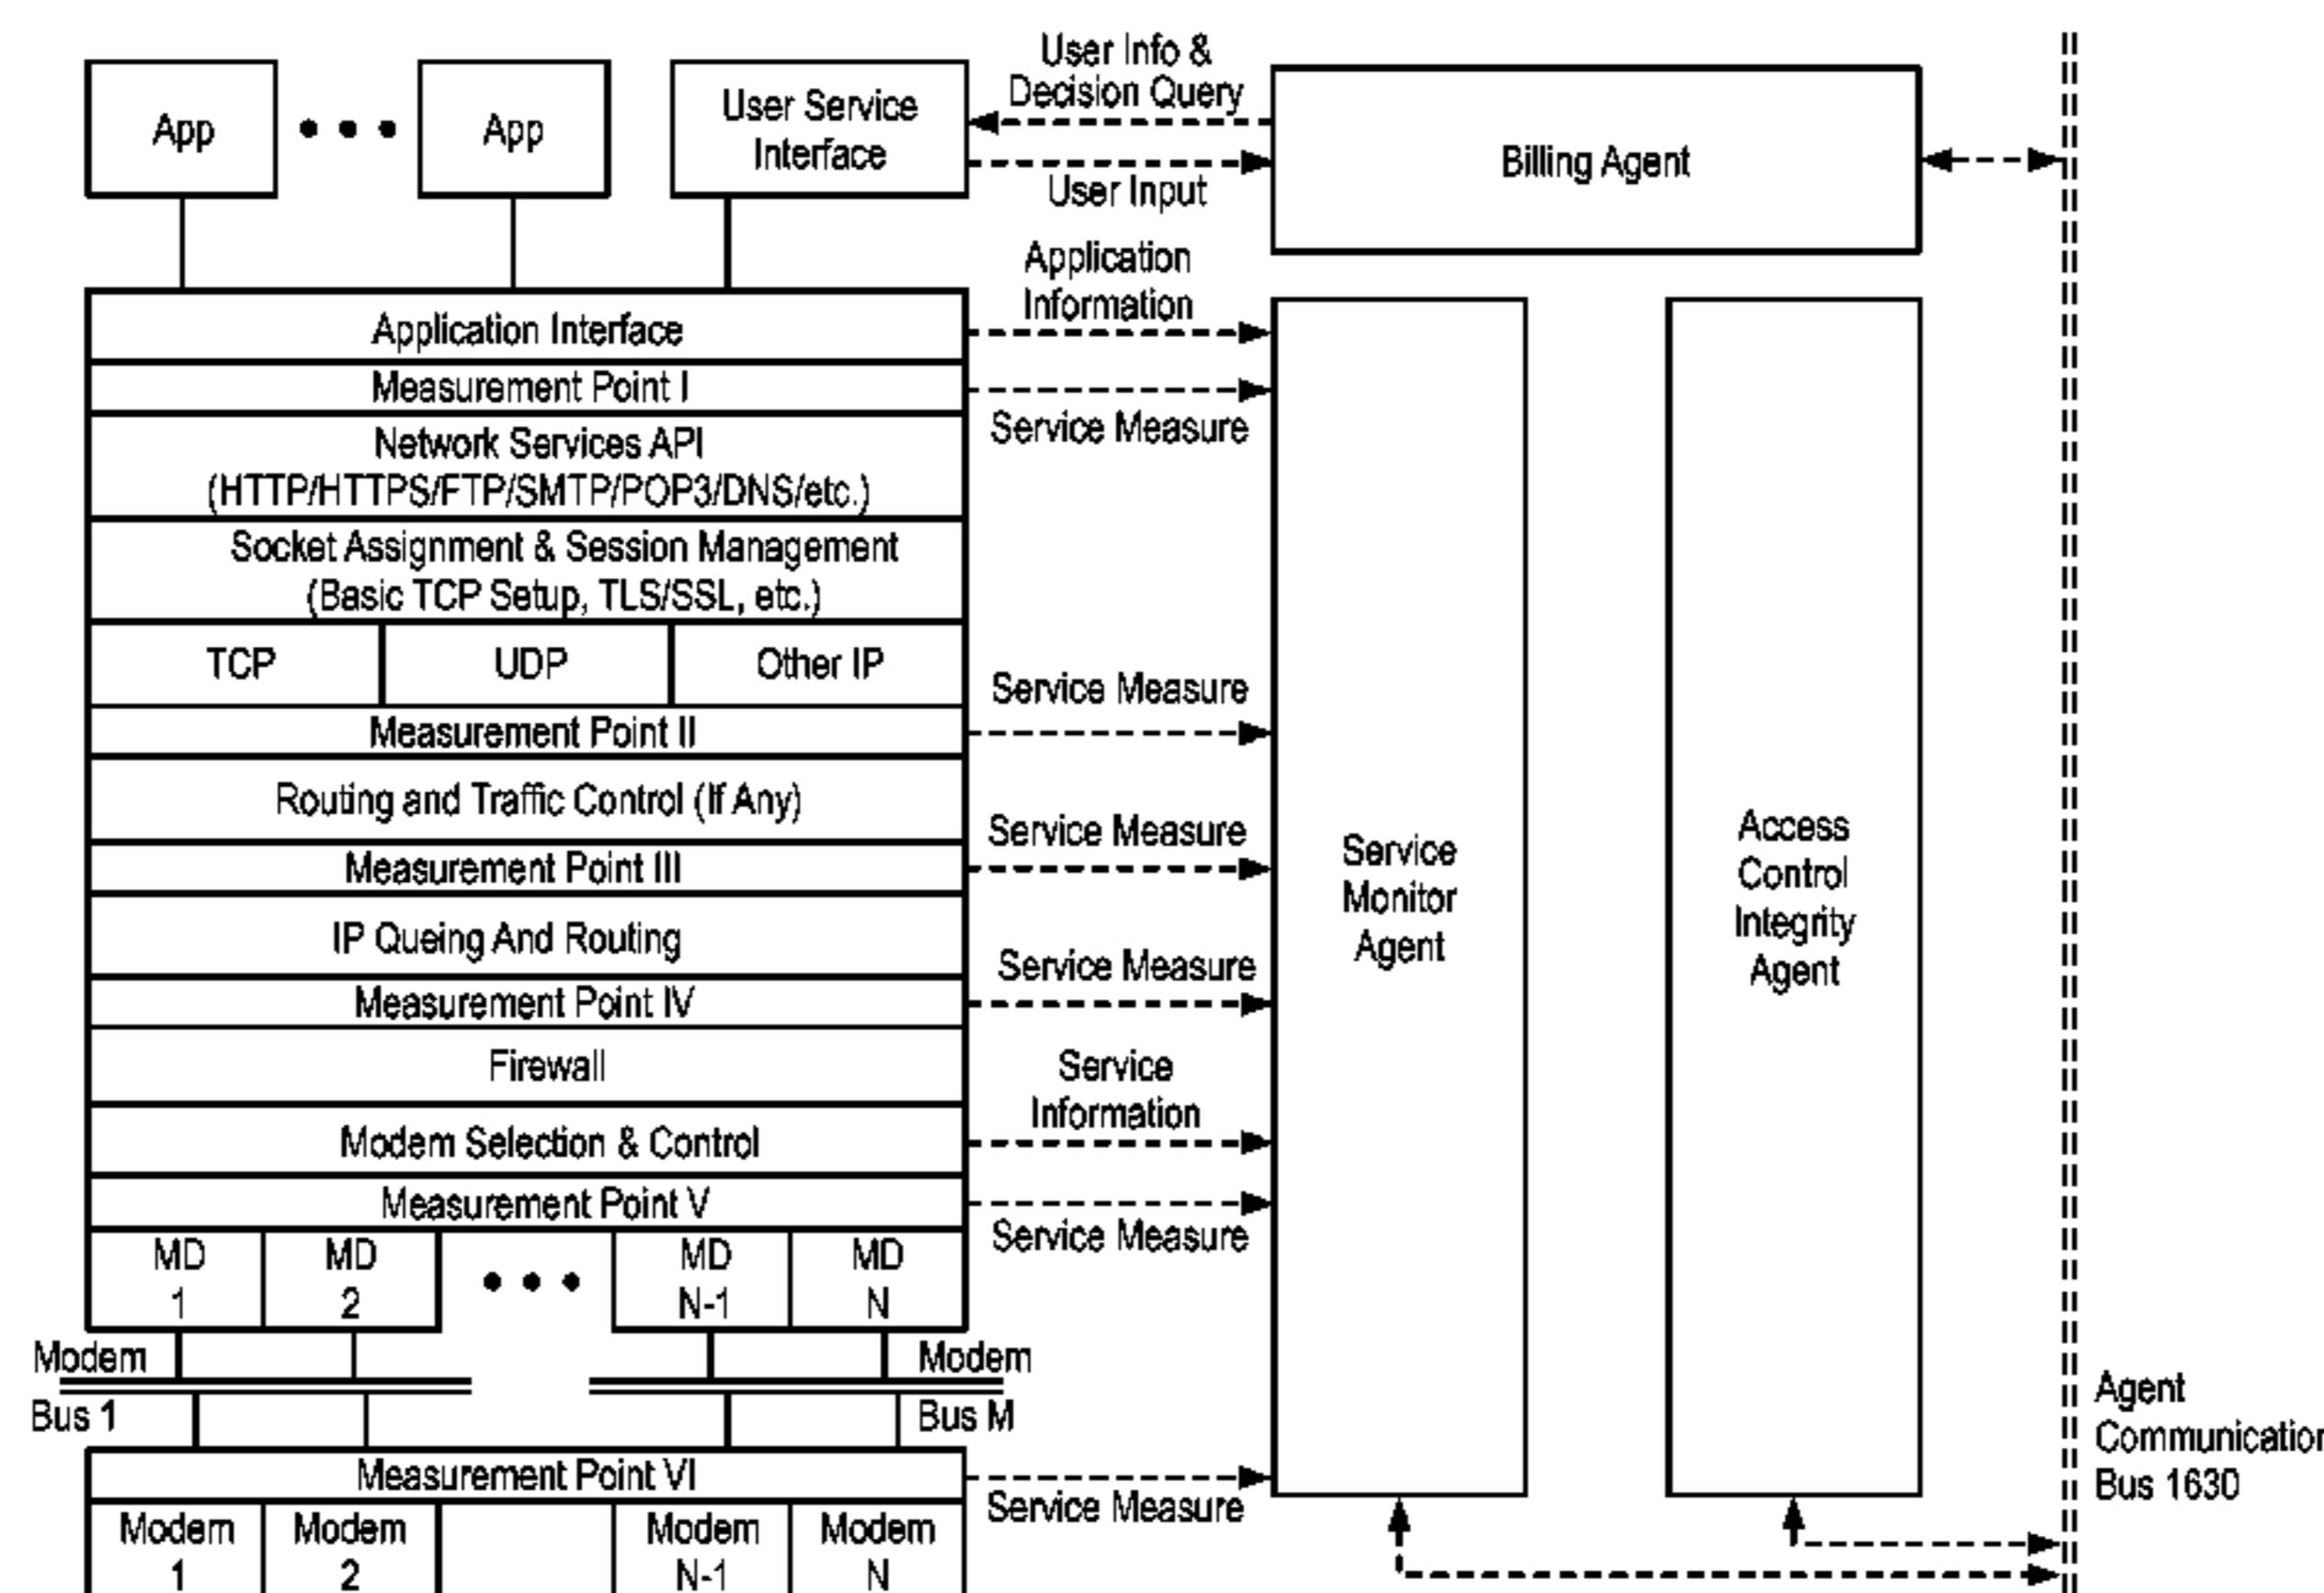 App
App
User Service
Interface
User Info &
Decision Query
User Input
Billing Agent
Application
Information
Application Interface
Measurement Point I
Service Measure
Network Services API
(HTTP/HTTPS/FTP/SMTP/POP3/DNS/etc.)
Socket Assignment & Session Management
(Basic TCP Setup, TLS/SSL, etc.)
TCP
UDP
Other IP
Service Measure
Measurement Point II
Routing and Traffic Control (If Any)
Service Measure
Measurement Point III
IP Queing And Routing
Service Measure
Measurement Point IV
Firewall
Service
Information
Modem Selection & Control
Measurement Point V
Service Measure
MD
1
MD
2
MD
N-1
MD
N
Modem
Bus 1
Modem
Bus M
Measurement Point VI
Service Measure
Modem
1
Modem
2
Modem
N-1
Modem
N
Service
Monitor
Agent
Access
Control
Integrity
Agent
Agent
Communication
Bus 1630